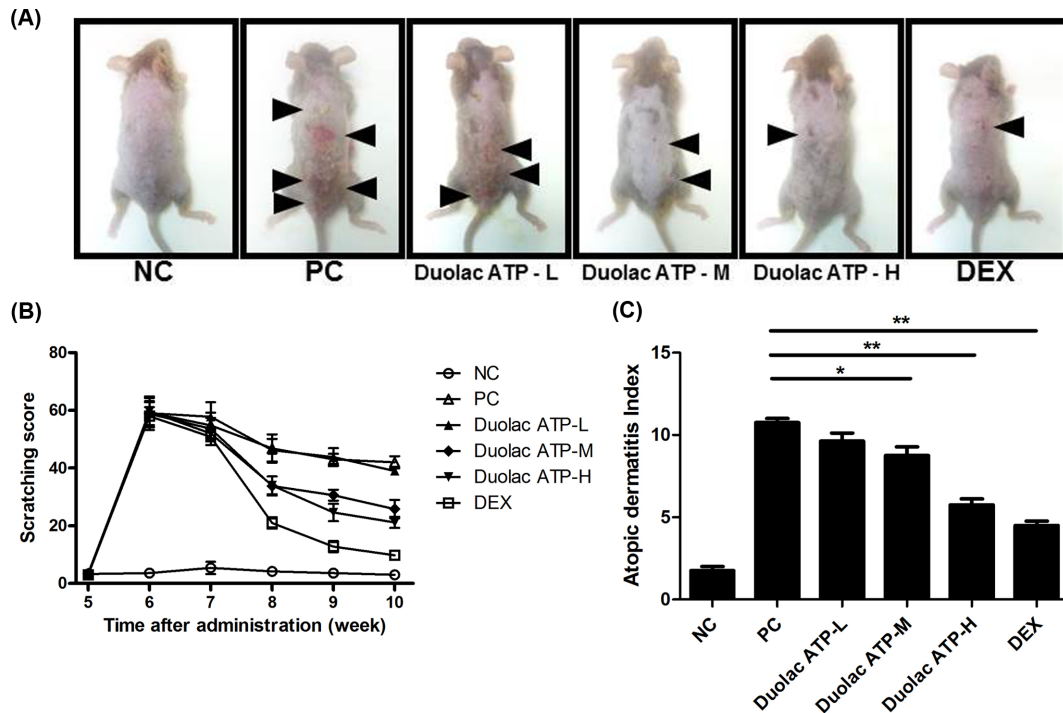 (A)
NC
PC
Duolac ATP - L
Duolac ATP - M
Duolac ATP - H
DEX
(B)
Scratching score
80
60
40
20
0
5 6 7 8 9 10
Time after administration (week)
NC
PC
Duolac ATP-L
Duolac ATP-M
Duolac ATP-H
DEX
(C)
Atopic dermatitis Index
15
10
5
0
**
**
*
NC
PC
Duolac ATP-L
Duolac ATP-M
Duolac ATP-H
DEX